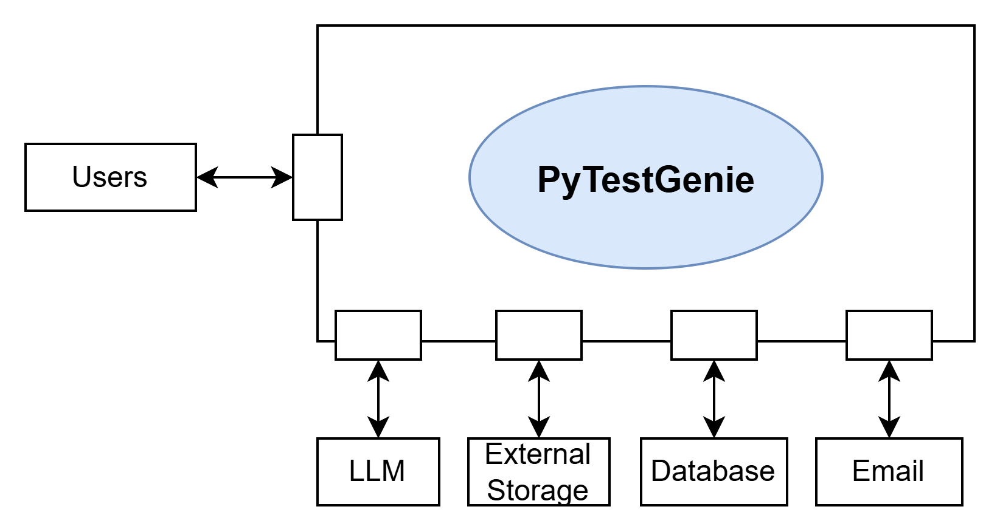 PyTestGenie
Users
LLM
External
Storage
Database
Email